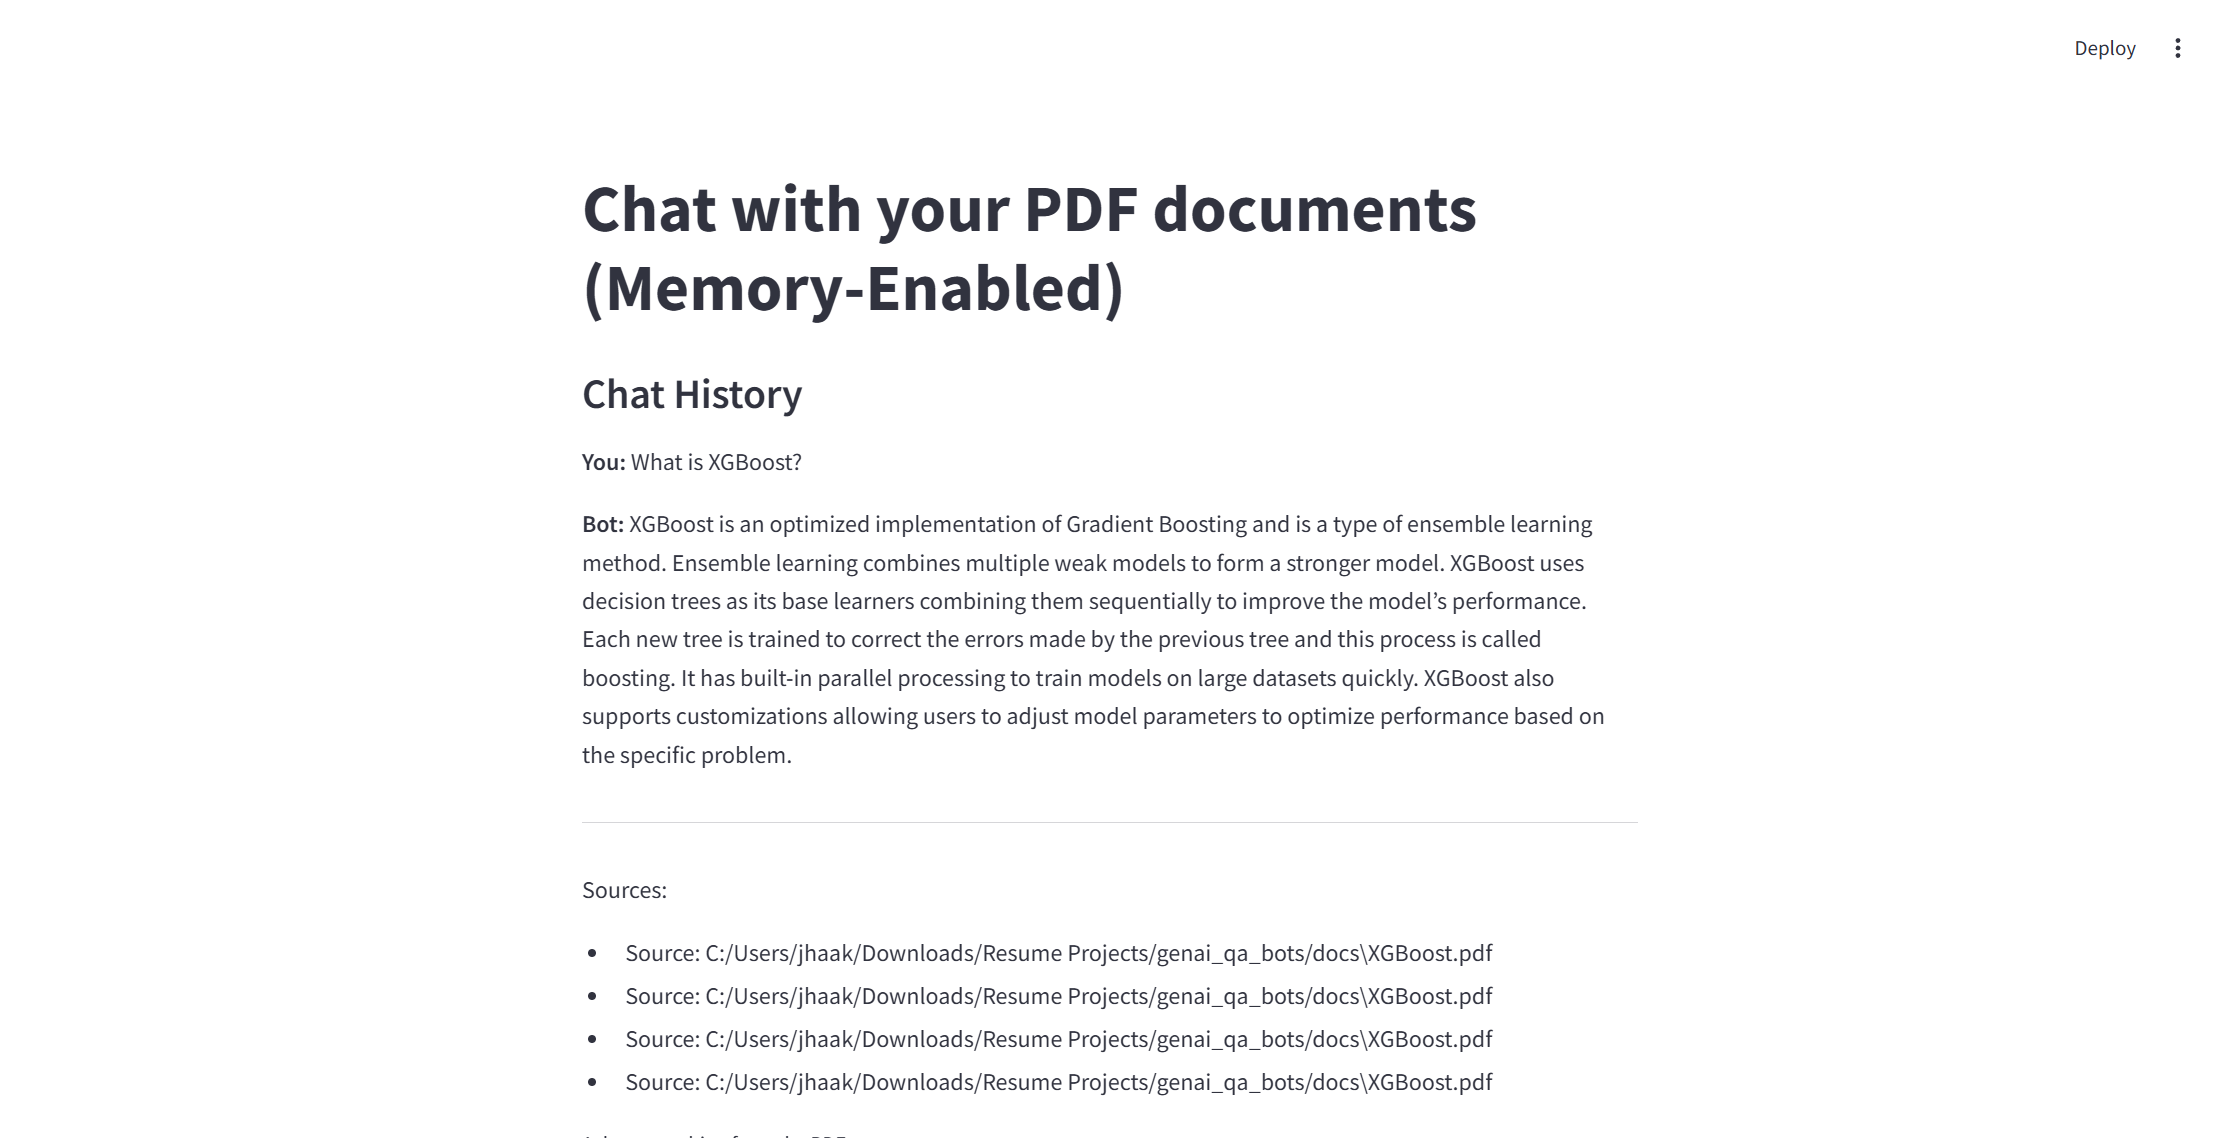 Deploy
Chat with your PDF documents
(Memory-Enabled)
Chat History
You: What is XGBoost?
Bot: XGBoost is an optimized implementation of Gradient Boosting and is a type of ensemble learning
method. Ensemble learning combines multiple weak models to form a stronger model. XGBoost uses
decision trees as its base learners combining them sequentially to improve the model’s performance.
Each new tree is trained to correct the errors made by the previous tree and this process is called
boosting. It has built-in parallel processing to train models on large datasets quickly. XGBoost also
supports customizations allowing users to adjust model parameters to optimize performance based on
the specific problem.
Sources:
• Source: C:/Users/jhaak/Downloads/Resume Projects/genai_qa_bots/docs\XGBoost.pdf
• Source: C:/Users/jhaak/Downloads/Resume Projects/genai_qa_bots/docs\XGBoost.pdf
• Source: C:/Users/jhaak/Downloads/Resume Projects/genai_qa_bots/docs\XGBoost.pdf
• Source: C:/Users/jhaak/Downloads/Resume Projects/genai_qa_bots/docs\XGBoost.pdf